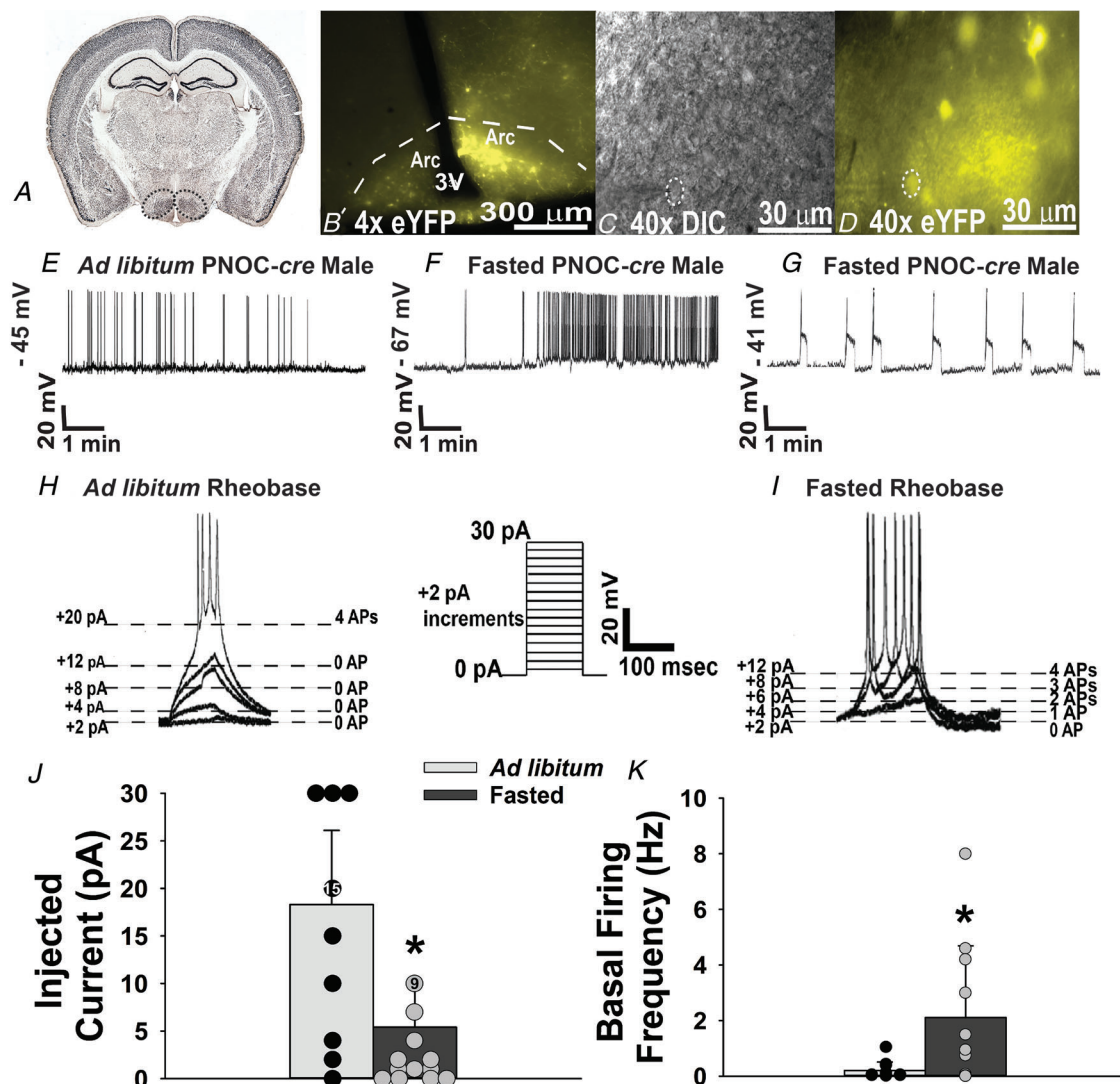 A
Arc
Arc
3V
B
4x eYFP
300 µm
C
40x DIC
30 µm
D
40x eYFP
30 µm
E Ad libitum PNOC-cre Male
- 45 mV
20 mV
1 min
F Fasted PNOC-cre Male
- 67 mV
20 mV
1 min
G Fasted PNOC-cre Male
- 41 mV
20 mV
1 min
H Ad libitum Rheobase
+20 pA
4 APs
+12 pA
0 AP
+8 pA
0 AP
+4 pA
0 AP
+2 pA
0 AP
30 pA
+2 pA
increments
0 pA
20 mV
100 msec
I Fasted Rheobase
+12 pA
4 APs
+8 pA
3 APs
+6 pA
2 APs
+4 pA
1 AP
+2 pA
0 AP
J
Ad libitum
Fasted
Injected
Current (pA)
30
25
20
15
10
5
0
15
*
9
K
Basal Firing
Frequency (Hz)
10
8
6
4
2
0
*